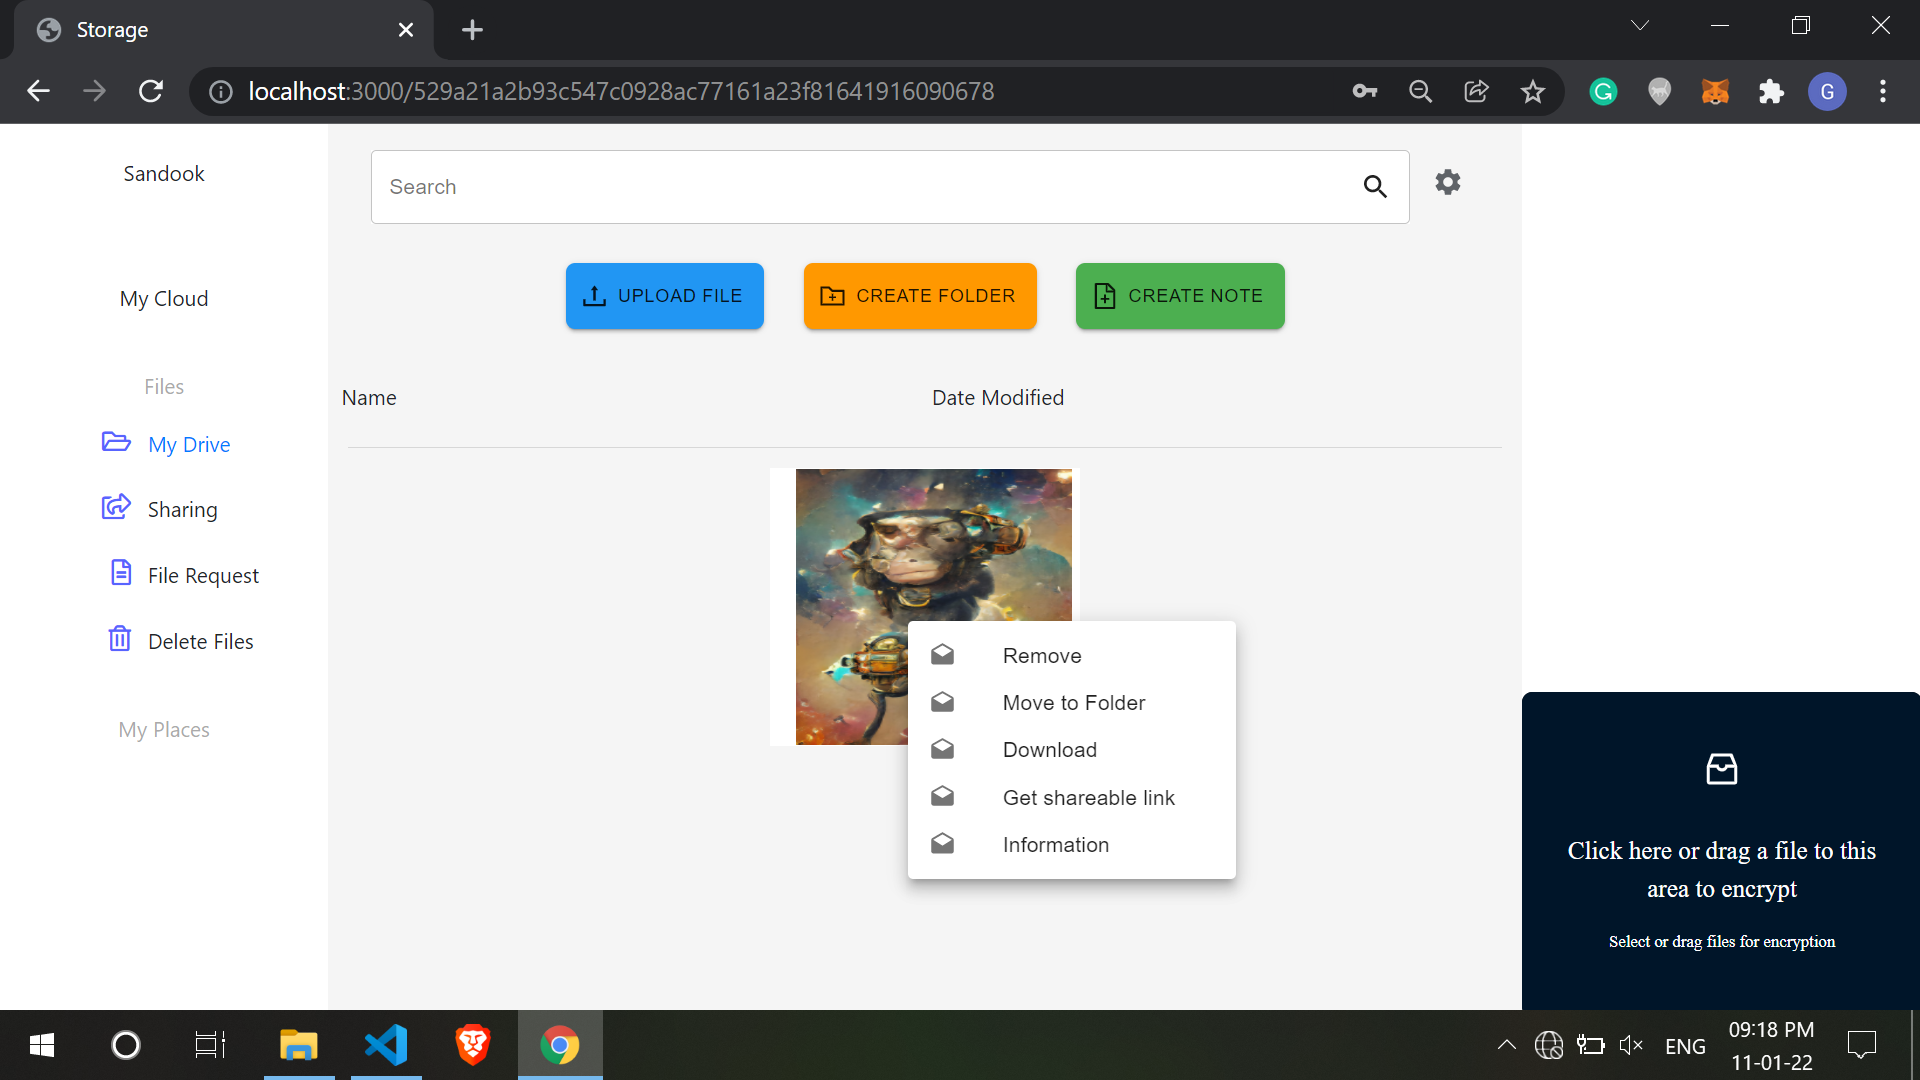 Storage
localhost:3000/529a21a2b93c547c0928ac77161a23f81641916090678
G
G
Sandook
Search
My Cloud
UPLOAD FILE
CREATE FOLDER
CREATE NOTE
Files
Name
Date Modified
My Drive
Sharing
File Request
Delete Files
My Places
Remove
Move to Folder
Download
Get shareable link
Information
Click here or drag a file to this
area to encrypt
Select or drag files for encryption
ENG
09:18 PM
11-01-22